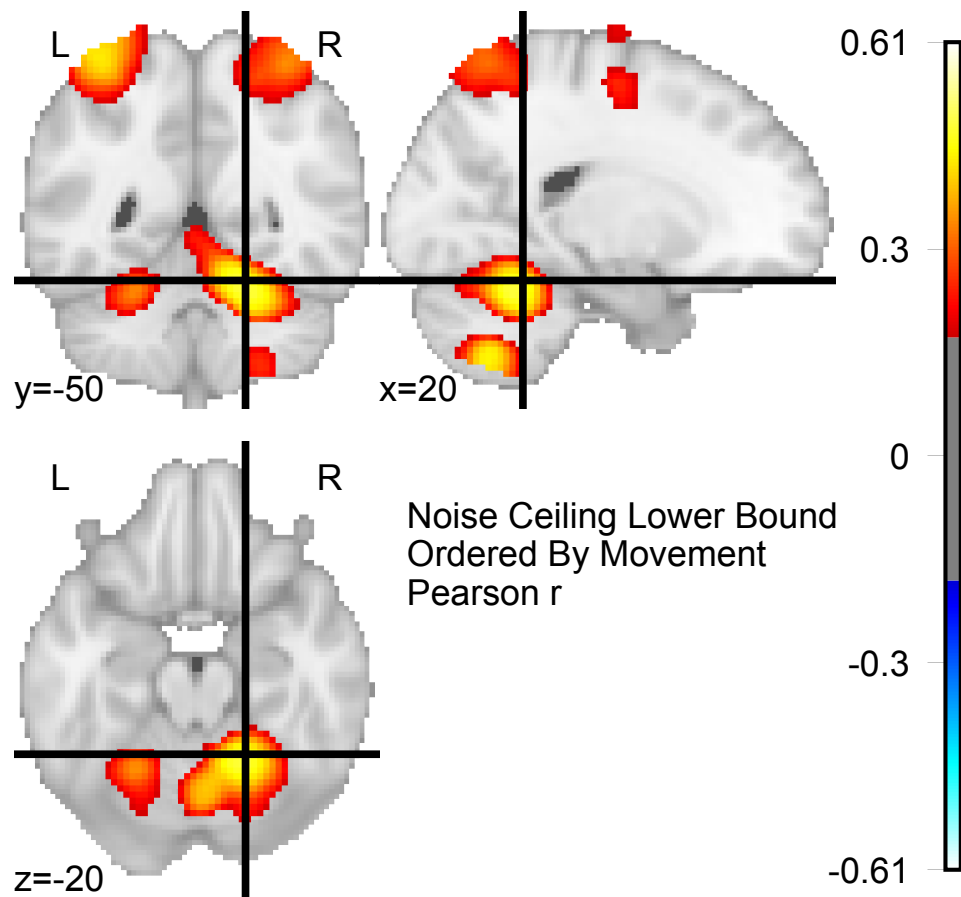 L
R
y=-50
x=20
L
R
z=-20
Noise Ceiling Lower Bound
Ordered By Movement
Pearson r
0.61
0.3
0
-0.3
-0.61